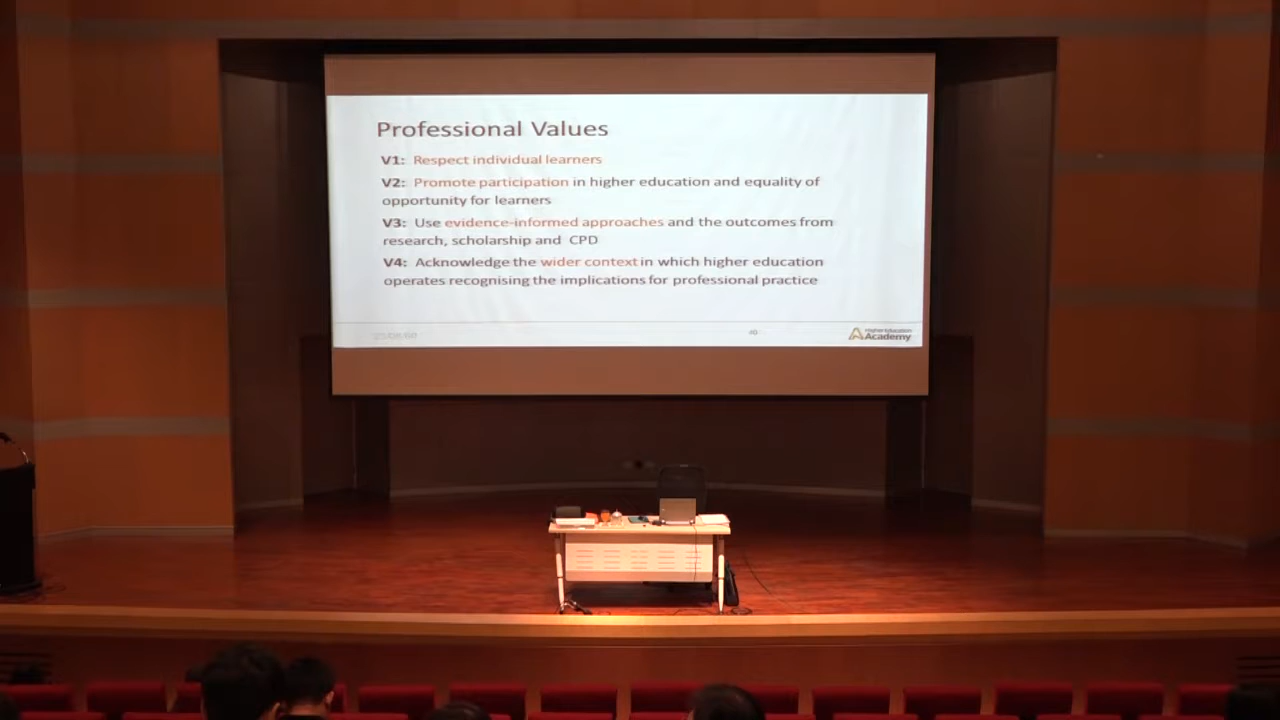 Professional Values
V1: Respect individual learners
V2: Promote participation in higher education and equality of
opportunity for learners
V3: Use evidence-informed approaches and the outcomes from
research, scholarship and CPD
V4: Acknowledge the wider context in which higher education
operates recognising the implications for professional practice
Higher Education
Academy